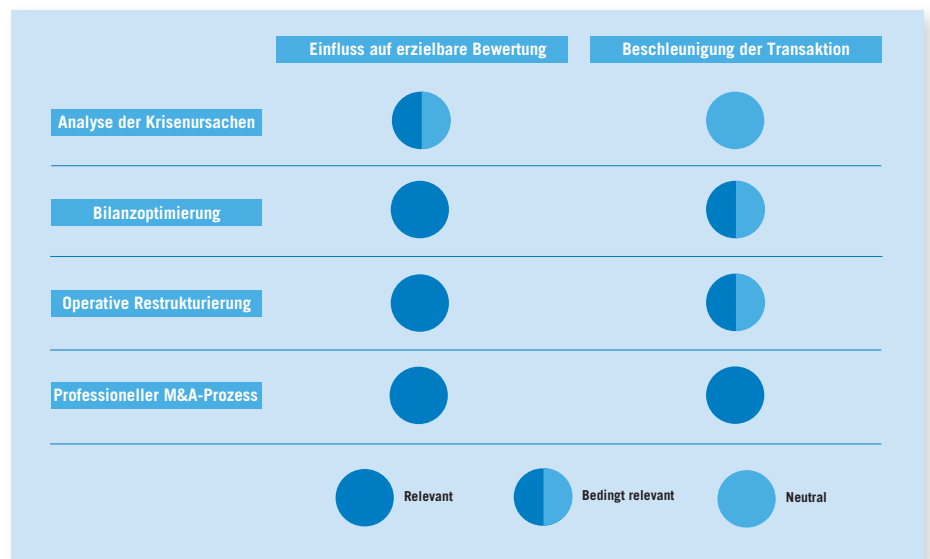 Einfluss auf erzielbare Bewertung
Beschleunigung der Transaktion
Analyse der Krisenursachen
Bilanzoptimierung
Operative Restrukturierung
Professioneller M&A-Prozess
Relevant
Bedingt relevant
Neutral